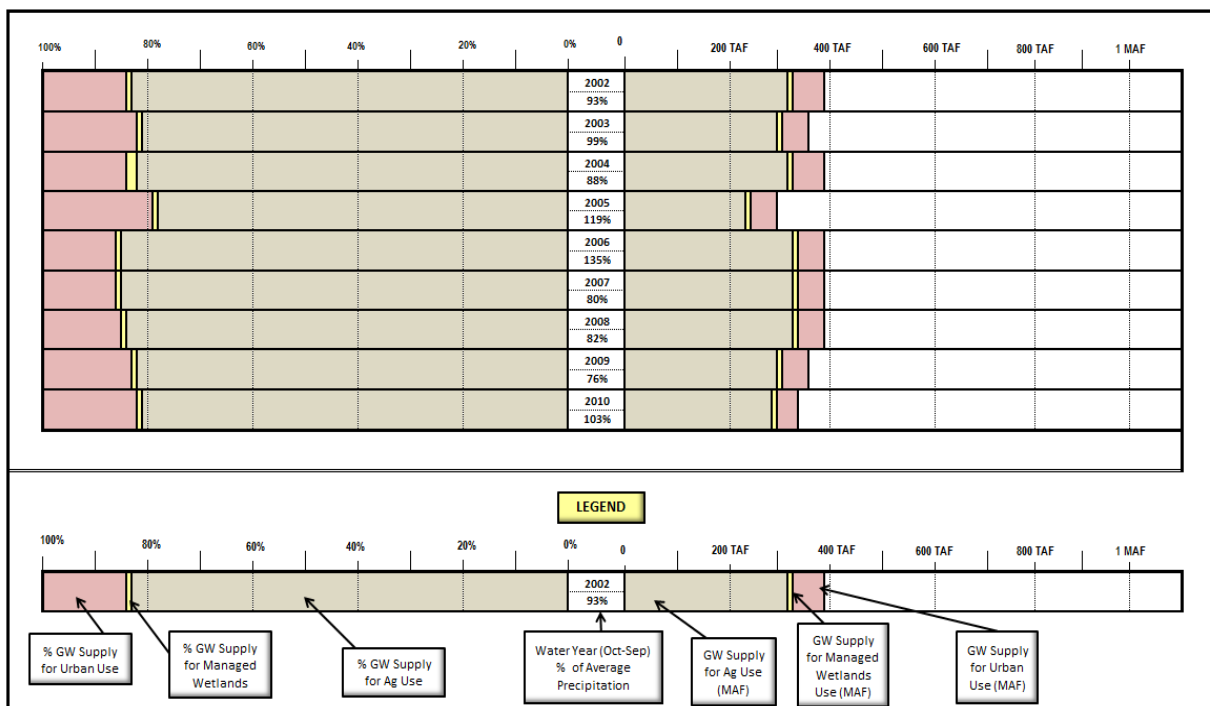 100% 80% 60% 40% 20% 0% 0 200 TAF 400 TAF 600 TAF 800 TAF 1 MAF
2002
93%
2003
99%
2004
88%
2005
119%
2006
135%
2007
80%
2008
82%
2009
76%
2010
103%
LEGEND
100% 80% 60% 40% 20% 0% 0 200 TAF 400 TAF 600 TAF 800 TAF 1 MAF
2002
93%
% GW Supply
for Urban Use
% GW Supply
for Managed
Wetlands
% GW Supply
for Ag Use
Water Year (Oct-Sep)
% of Average
Precipitation
GW Supply
for Ag Use
(MAF)
GW Supply
for Managed
Wetlands
Use (MAF)
GW Supply
for Urban
Use (MAF)